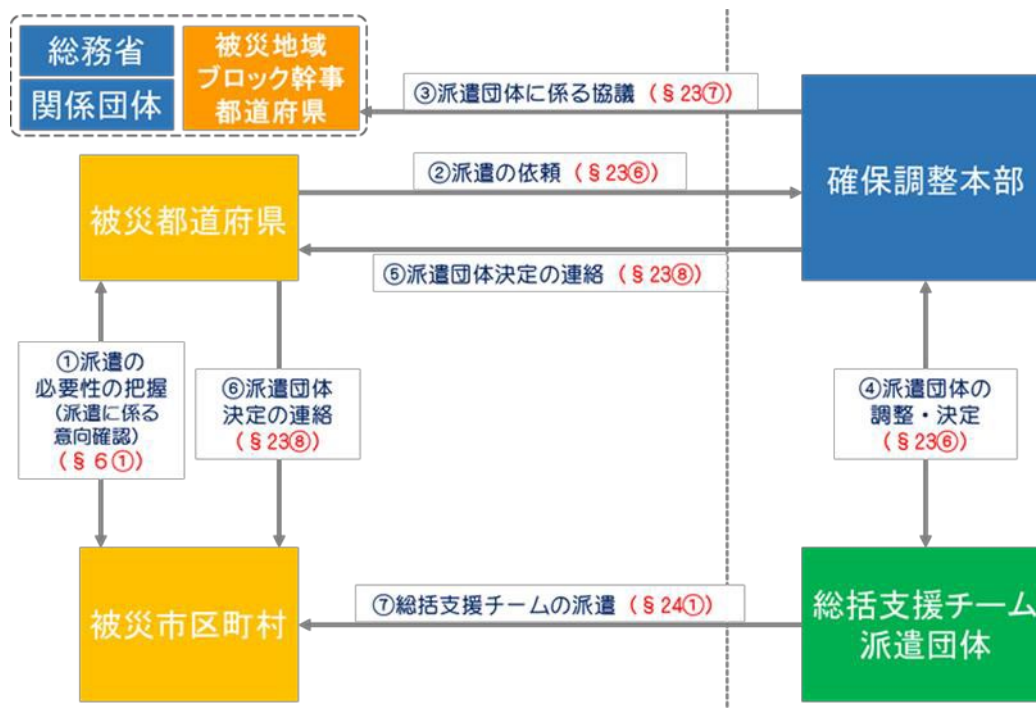 総務省
関係団体
被災地域
ブロック幹事
都道府県
③派遣団体に係る協議（§23⑦）
確保調整本部
②派遣の依頼（§23⑥）
被災都道府県
⑤派遣団体決定の連絡（§23⑧）
①派遣の
必要性の把握
（派遣に係る
意向確認）
（§6①）
⑥派遣団体
決定の連絡
（§23⑧）
④派遣団体の
調整・決定
（§23⑥）
被災市区町村
⑦総括支援チームの派遣（§24①）
総括支援チーム
派遣団体